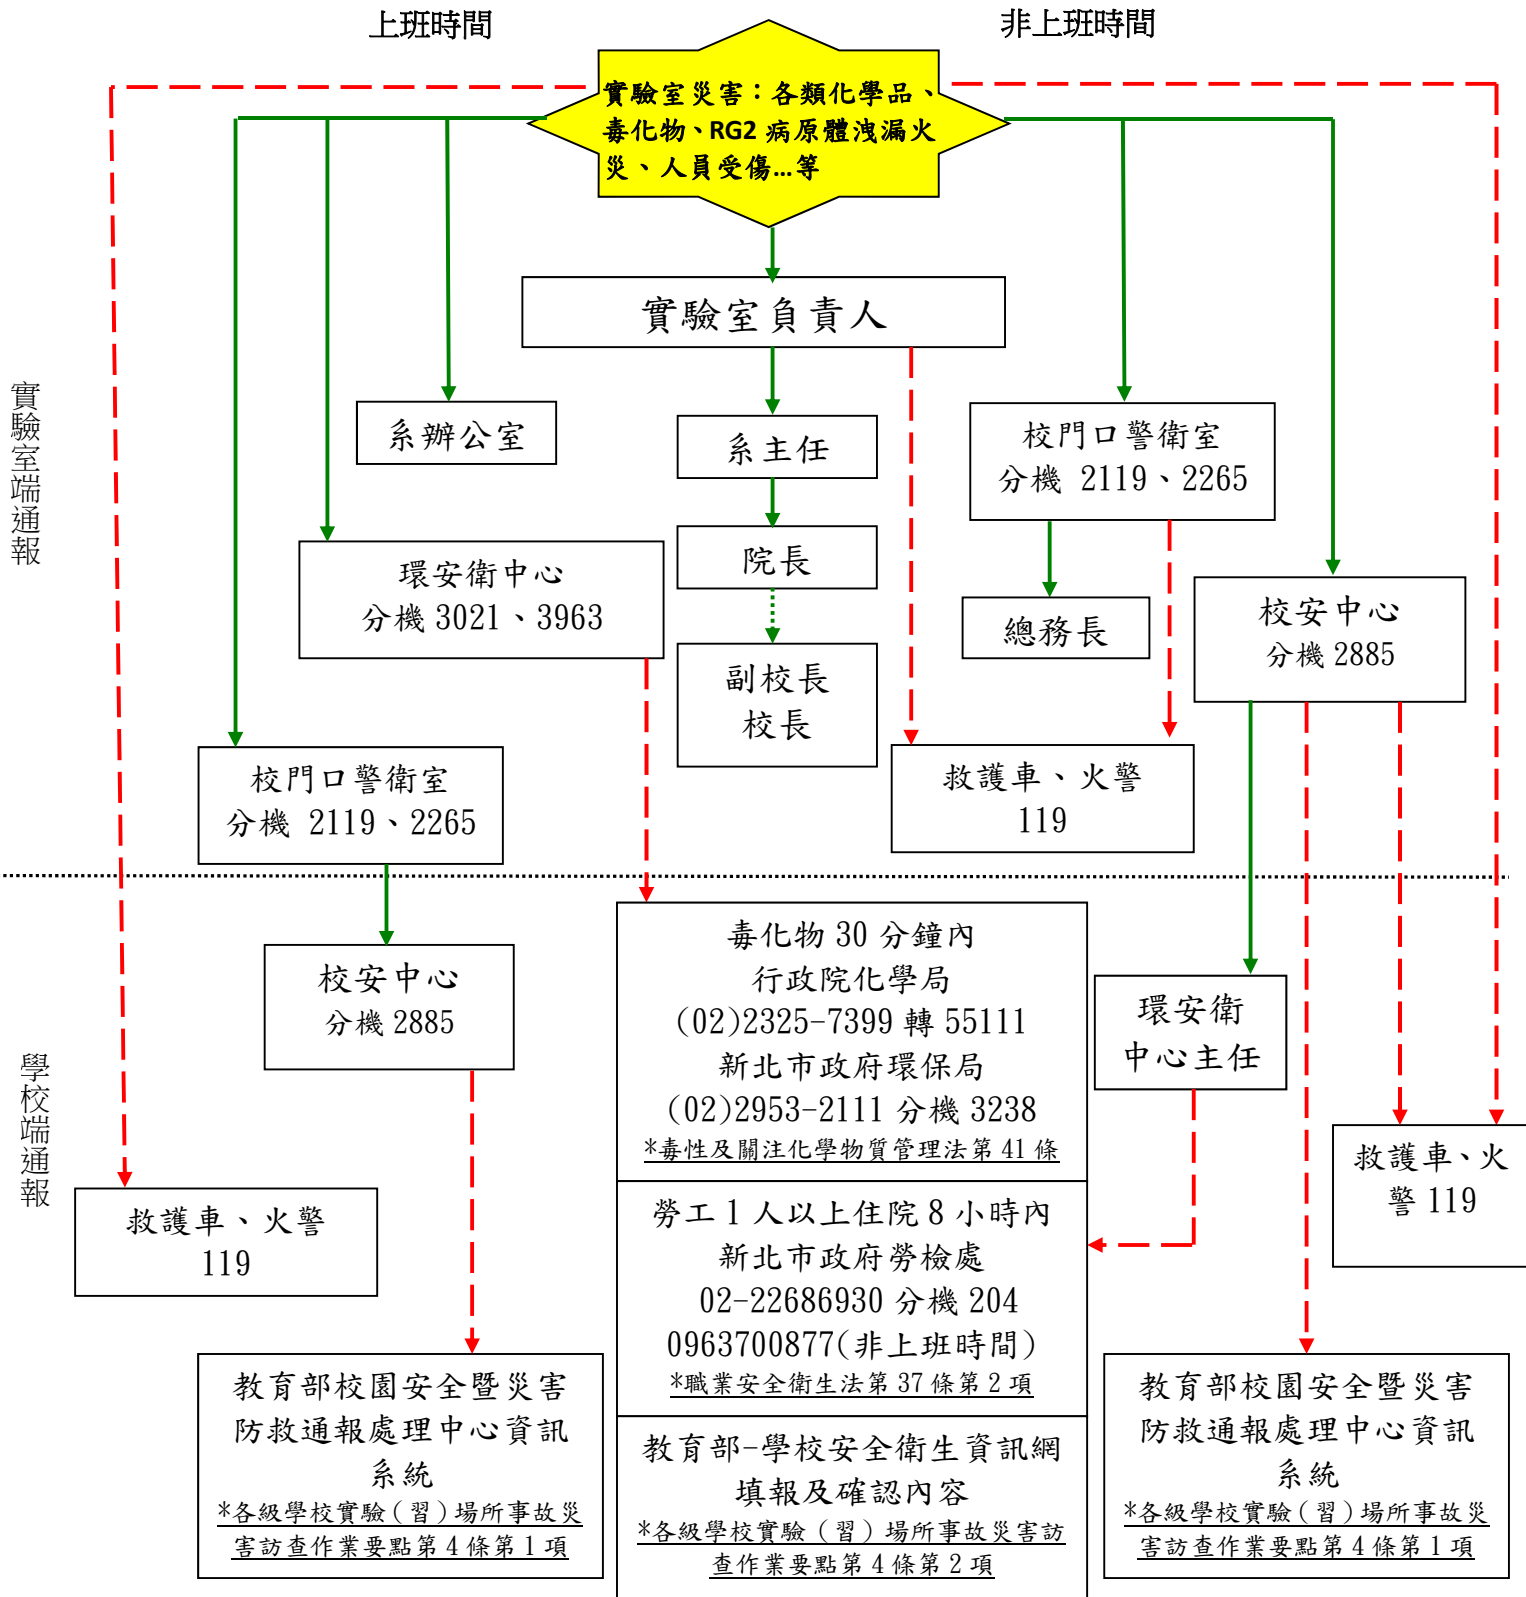 上班時間
非上班時間
實驗室災害：各類化學品、
毒化物、RG2 病原體洩漏火
災、人員受傷…等
實驗室負責人
實驗室端通報
系辦公室
系主任
校門口警衛室
分機 2119、2265
環安衛中心
分機 3021、3963
院長
總務長
校安中心
分機 2885
副校長
校長
校門口警衛室
分機 2119、2265
救護車、火警
119
學校端通報
校安中心
分機 2885
毒化物 30 分鐘內
行政院化學局
(02)2325-7399 轉 55111
新北市政府環保局
(02)2953-2111 分機 3238
*毒性及關注化學物質管理法第 41 條
環安衛
中心主任
救護車、火
警 119
救護車、火警
119
勞工 1 人以上住院 8 小時內
新北市政府勞檢處
02-22686930 分機 204
0963700877(非上班時間)
*職業安全衛生法第 37 條第 2 項
教育部校園安全暨災害
防救通報處理中心資訊
系統
*各級學校實驗（習）場所事故災
害訪查作業要點第 4 條第 1 項
教育部-學校安全衛生資訊網
填報及確認內容
*各級學校實驗（習）場所事故災害訪
查作業要點第 4 條第 2 項
教育部校園安全暨災害
防救通報處理中心資訊
系統
*各級學校實驗（習）場所事故災
害訪查作業要點第 4 條第 1 項